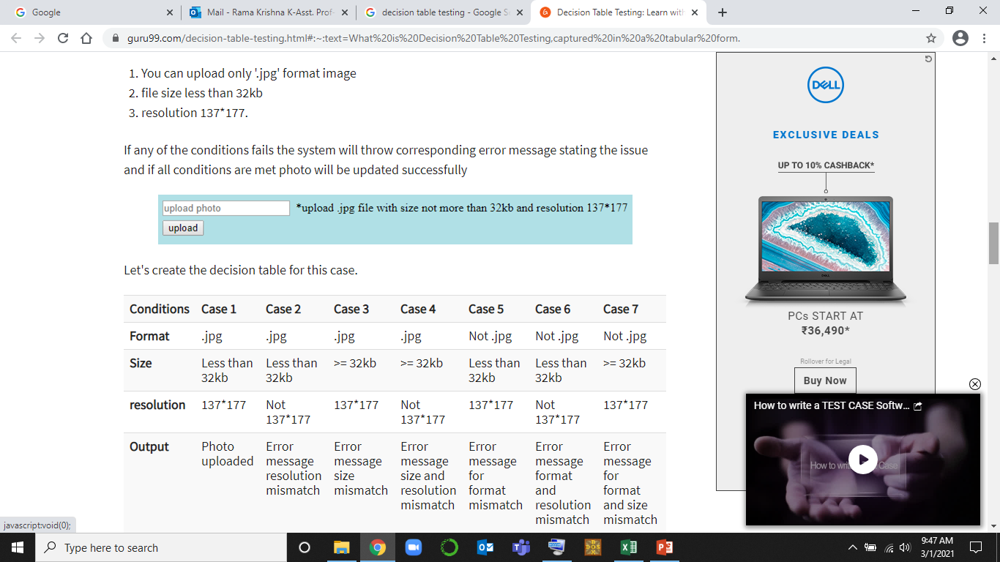 Google
Mail - Rama Krishna K-Asst. Prof-
decision table testing - Google S
Decision Table Testing: Learn with
guru99.com/decision-table-testing.html#:~:text=What%20is%20Decision%20Table%20Testing,captured%20in%20a%20tabular%20form.
1. You can upload only '.jpg' format image
2. file size less than 32kb
3. resolution 137*177.
If any of the conditions fails the system will throw corresponding error message stating the issue
and if all conditions are met photo will be updated successfully
upload photo *upload .jpg file with size not more than 32kb and resolution 137*177
upload
Let's create the decision table for this case.
Conditions Case 1 Case 2 Case 3 Case 4 Case 5 Case 6 Case 7
Format .jpg .jpg .jpg .jpg Not .jpg Not .jpg Not .jpg
Size Less than Less than >= 32kb >= 32kb Less than Less than >= 32kb
32kb 32kb 32kb 32kb
resolution 137*177 Not 137*177 Not 137*177 Not 137*177
137*177 137*177 137*177
Output Photo Error Error Error Error Error Error
uploaded message message message message message message
resolution size size and for format for
mismatch mismatch resolution format and format
mismatch mismatch resolution and size
mismatch mismatch
DELL
EXCLUSIVE DEALS
UP TO 10% CASHBACK*
DELL
PCs START AT
₹36,490*
Rollover for Legal
Buy Now
How to write a TEST CASE Softw...
How to wri Case
javascript:void(0);
Type here to search
DOS
9:47 AM
3/1/2021